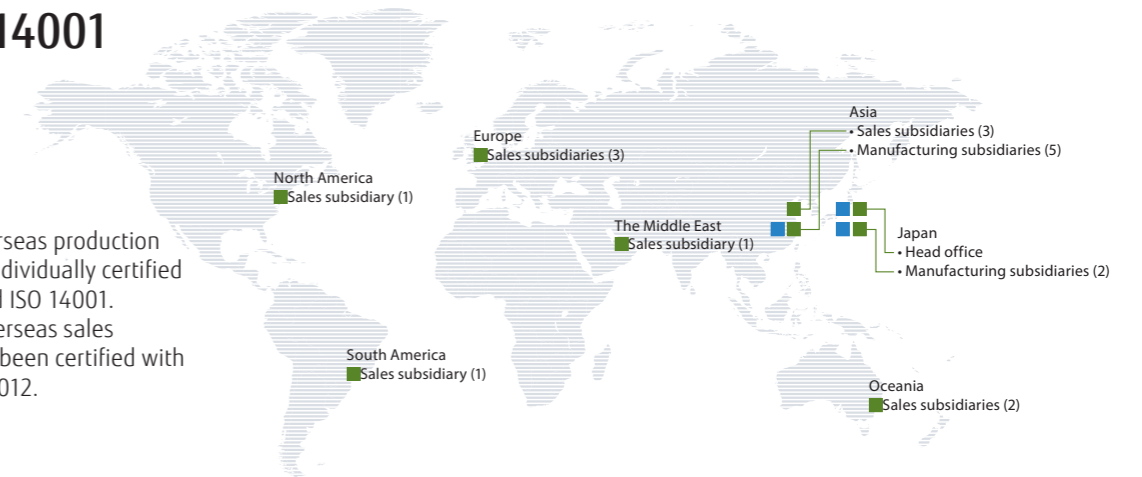 14001
rseas production
dividually certified
ISO 14001.
erseas sales
been certified with
012.
North America
Sales subsidiary (1)
Europe
Sales subsidiaries (3)
Asia
• Sales subsidiaries (3)
• Manufacturing subsidiaries (5)
The Middle East
Sales subsidiary (1)
Japan
• Head office
• Manufacturing subsidiaries (2)
South America
Sales subsidiary (1)
Oceania
Sales subsidiaries (2)